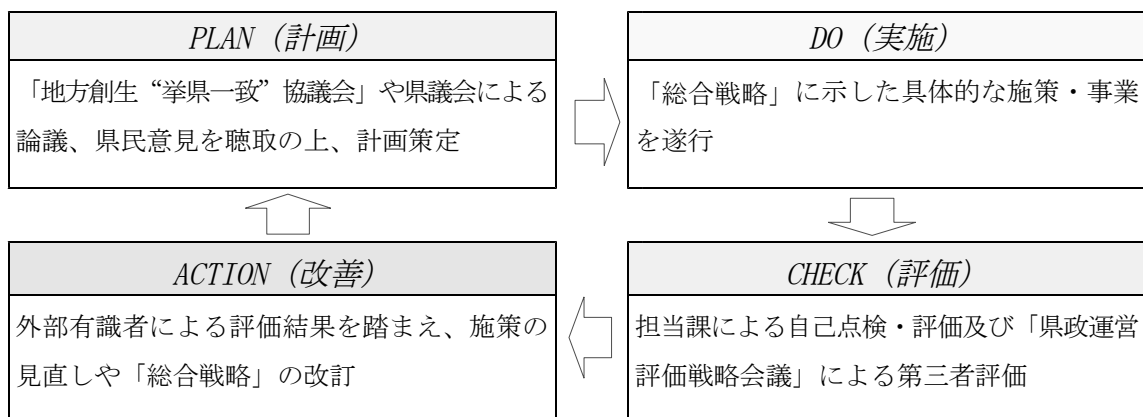 PLAN（計画）
「地方創生“挙県一致”協議会」や県議会による
論議、県民意見を聴取の上、計画策定
DO（実施）
「総合戦略」に示した具体的な施策・事業
を遂行
ACTION（改善）
外部有識者による評価結果を踏まえ、施策の
見直しや「総合戦略」の改訂
CHECK（評価）
担当課による自己点検・評価及び「県政運営
評価戦略会議」による第三者評価